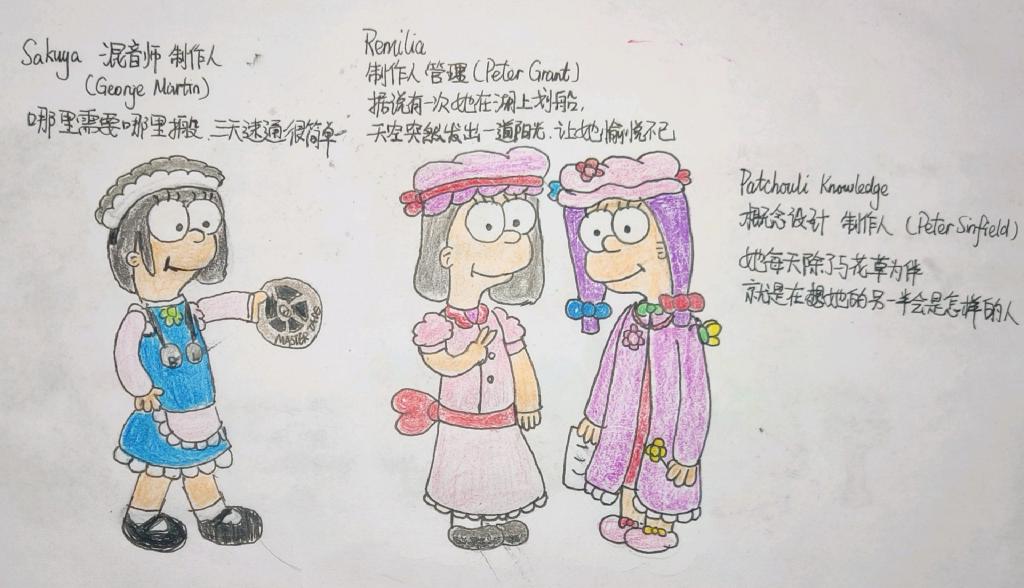 Sakuya 混音师 制作人
(George Martin)
哪里需要哪里搬，三天速通很简单
MASTER TAPE
Remilia
制作人 管理 (Peter Grant)
据说有一次她在湖上划船，
天空突然发出一道阳光，让她愉悦不已
Patchouli Knowledge
概念设计 制作人 (Peter Sinfield)
她每天除了与花草为伴
就是在想她的另一半会是怎样的人